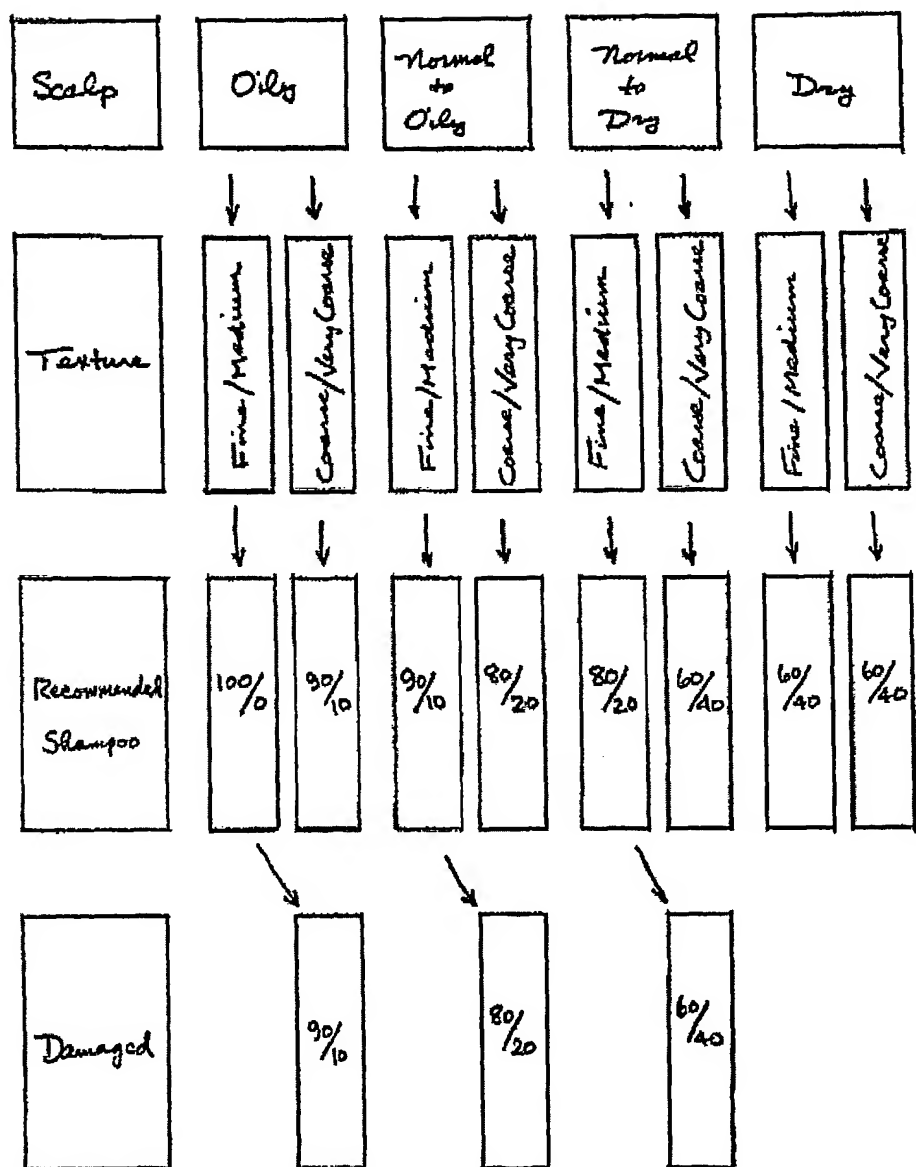 Scalp
Oily
Normal
to
Oily
Normal
to
Dry
Dry
Texture
Fine/Medium
Coarse/Very Coarse
Fine/Medium
Coarse/Very Coarse
Fine/Medium
Coarse/Very Coarse
Fine/Medium
Coarse/Very Coarse
Recommended
Shampoo
100/0
90/10
90/10
80/20
80/20
60/40
60/40
60/40
Damaged
90/10
80/20
60/40